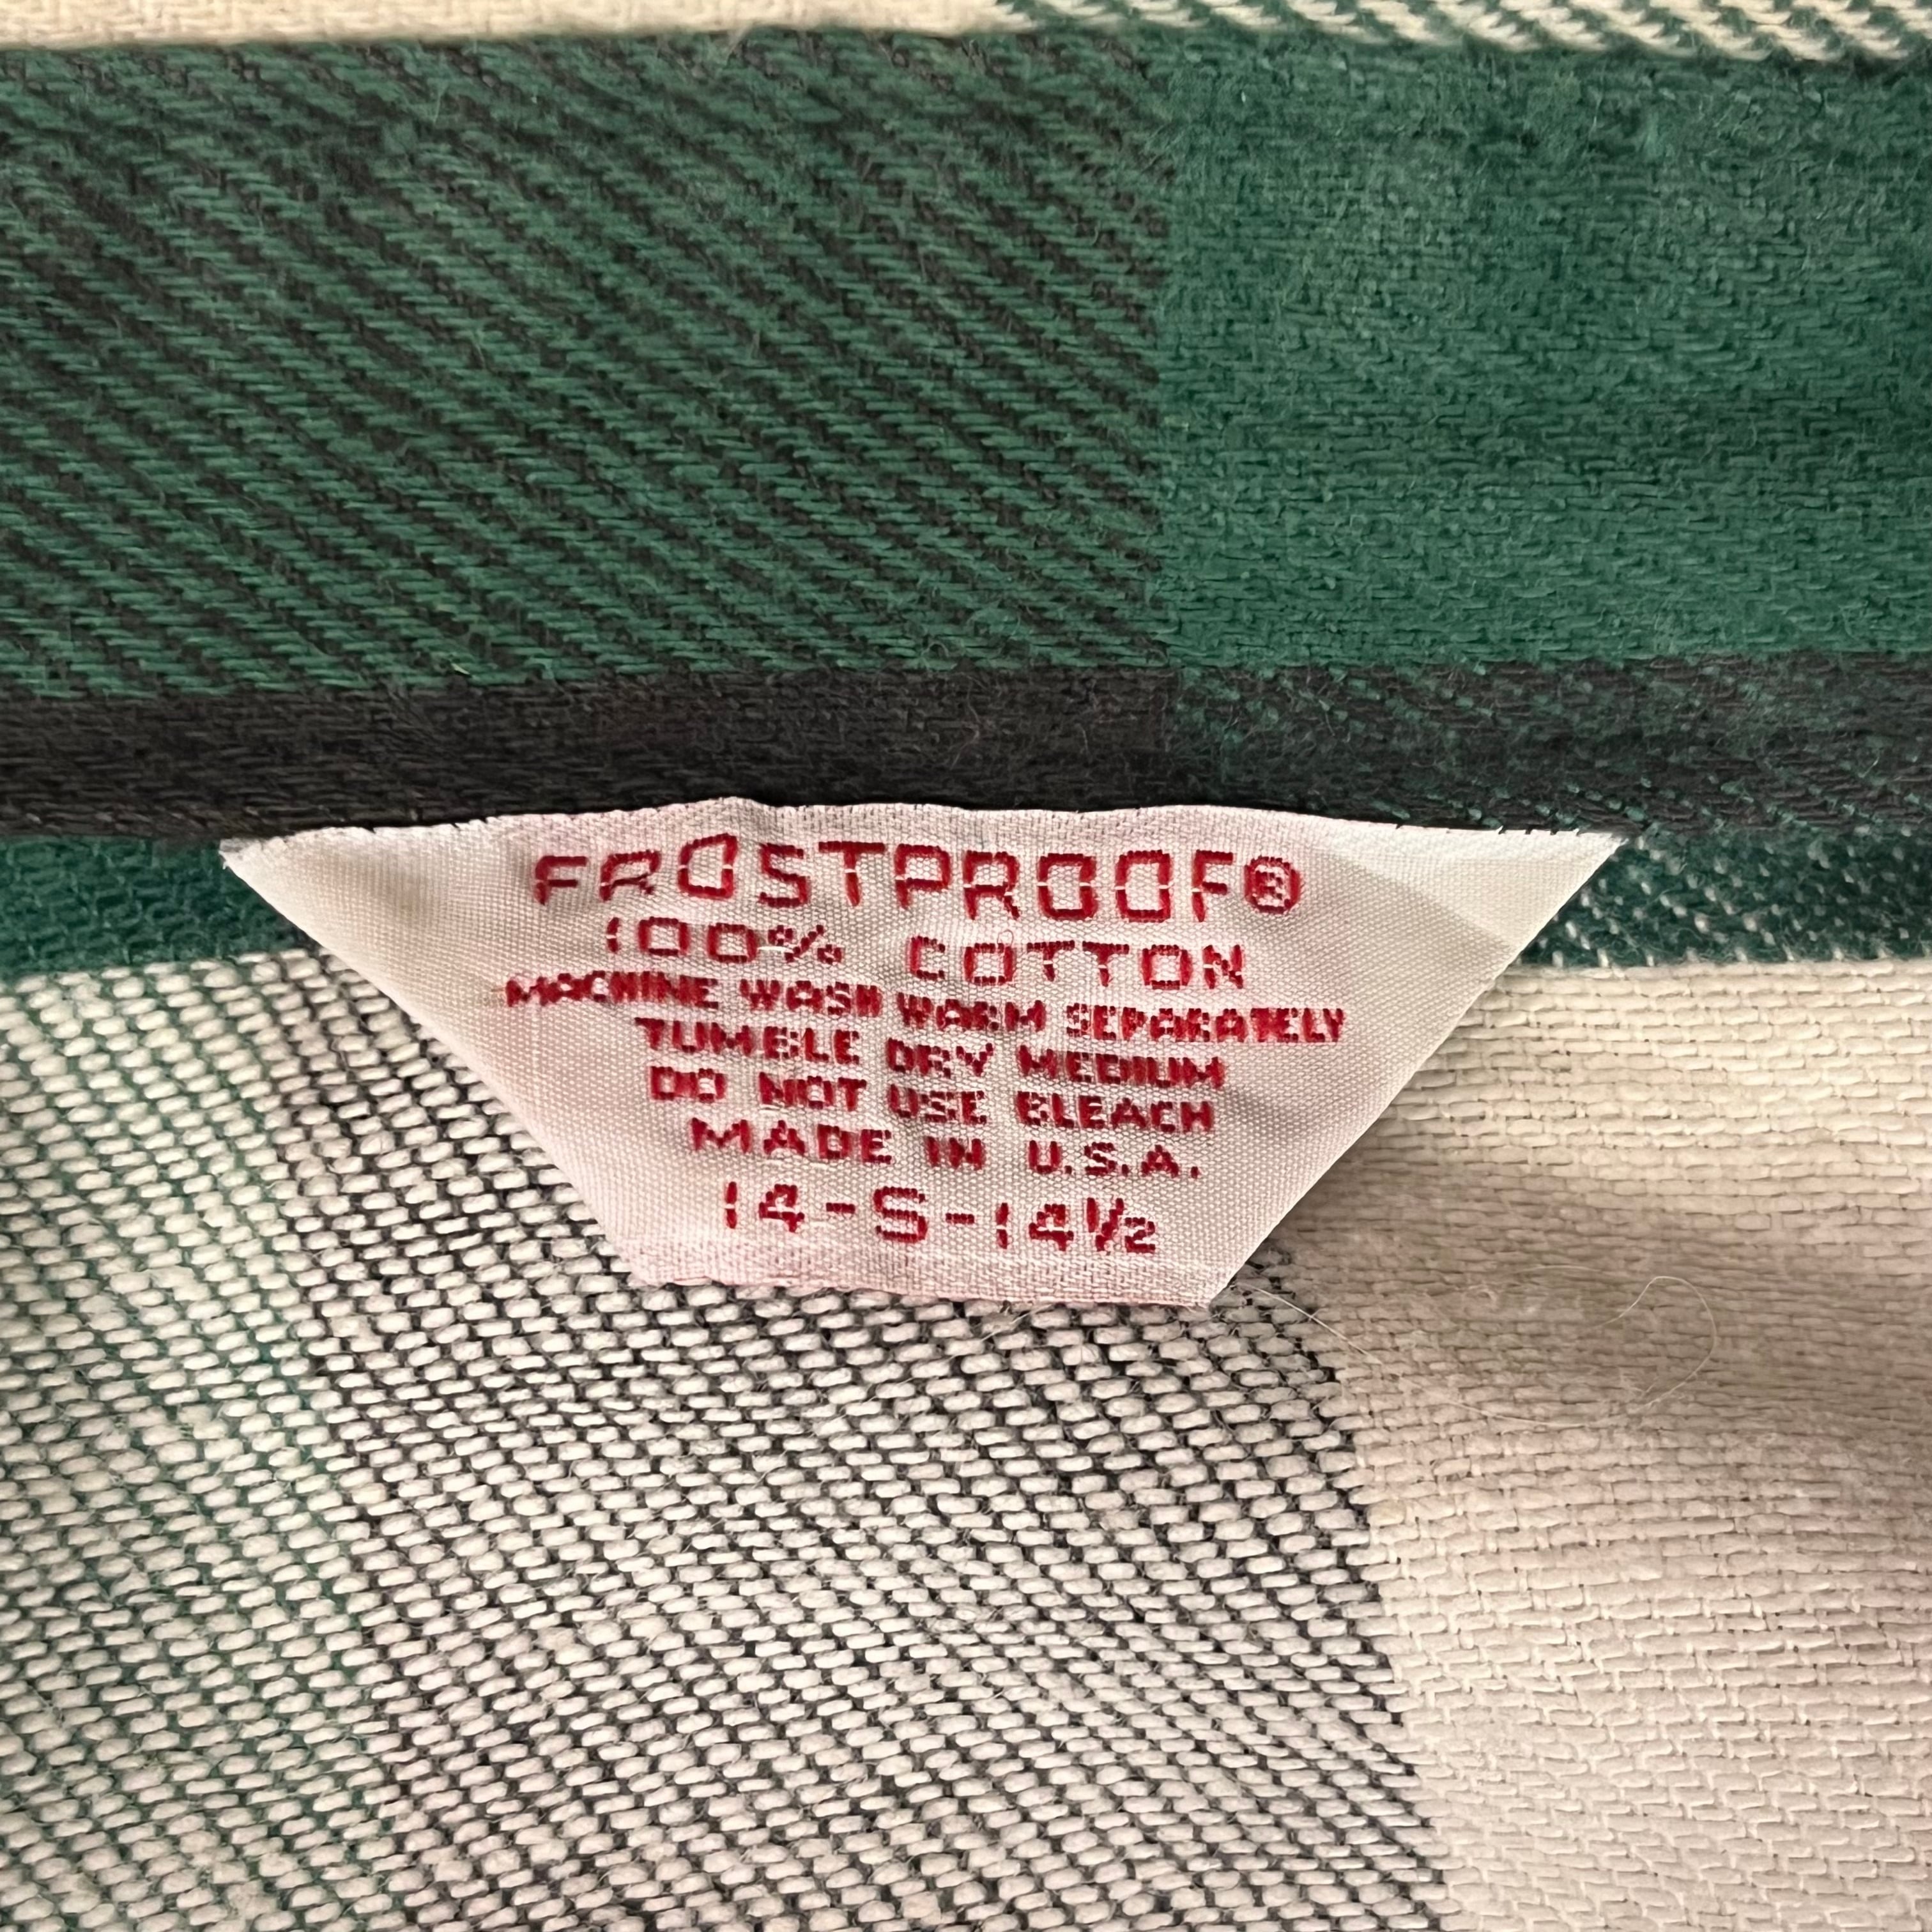 FROSTPROOF®
100% COTTON
MACHINE WASH WARM SEPARATELY
TUMBLE DRY MEDIUM
DO NOT USE BLEACH
MADE IN U.S.A.
14-S-14½